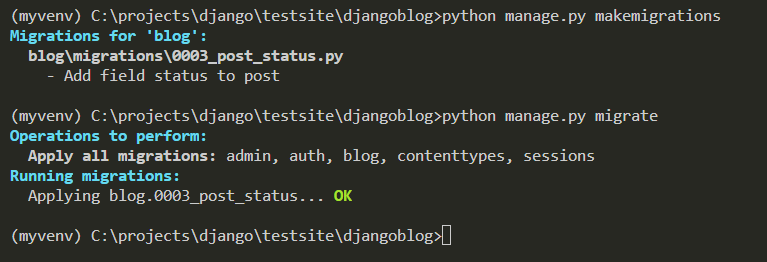 (myvenv) C:\projects\django\testsite\djangoblog>python manage.py makemigrations
Migrations for 'blog':
  blog\migrations\0003_post_status.py
    - Add field status to post
(myvenv) C:\projects\django\testsite\djangoblog>python manage.py migrate
Operations to perform:
  Apply all migrations: admin, auth, blog, contenttypes, sessions
Running migrations:
  Applying blog.0003_post_status... OK
(myvenv) C:\projects\django\testsite\djangoblog>